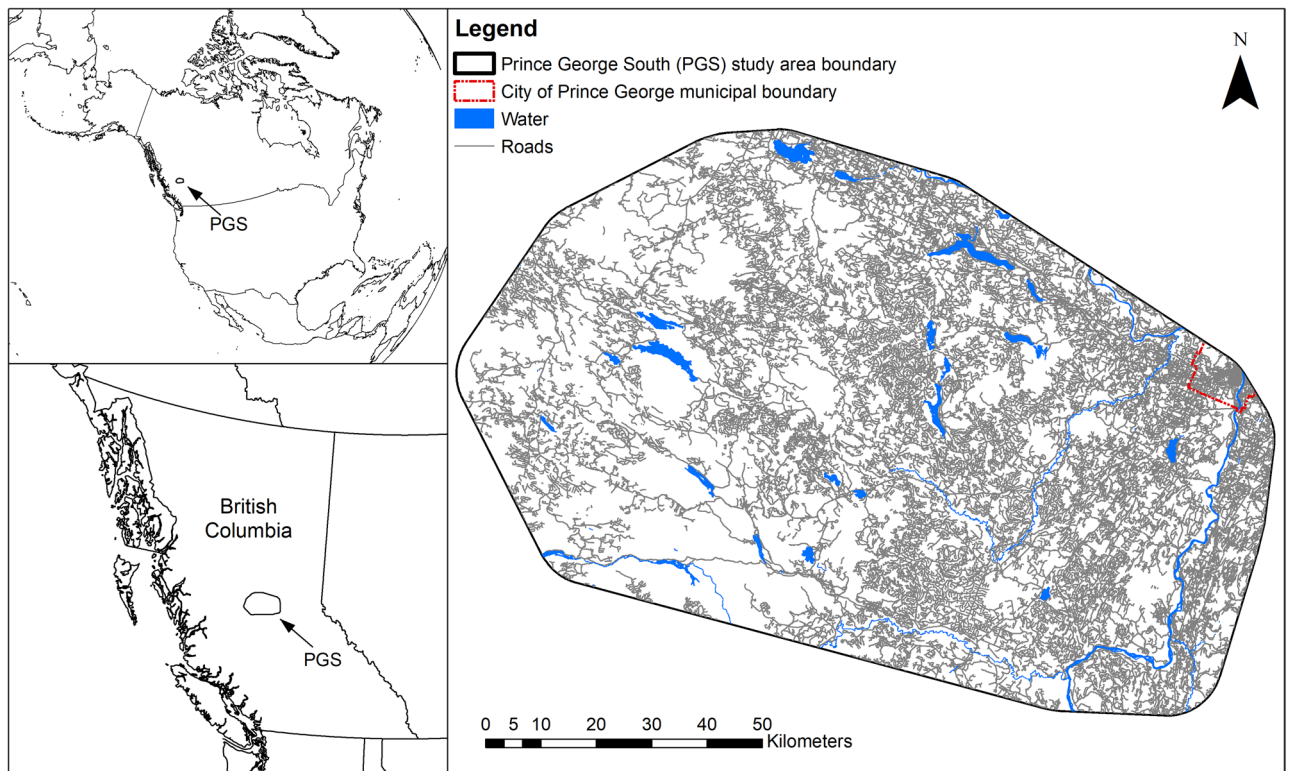 PGS
British
Columbia
PGS
Legend
Prince George South (PGS) study area boundary
City of Prince George municipal boundary
Water
Roads
N
0 5 10 20 30 40 50
Kilometers